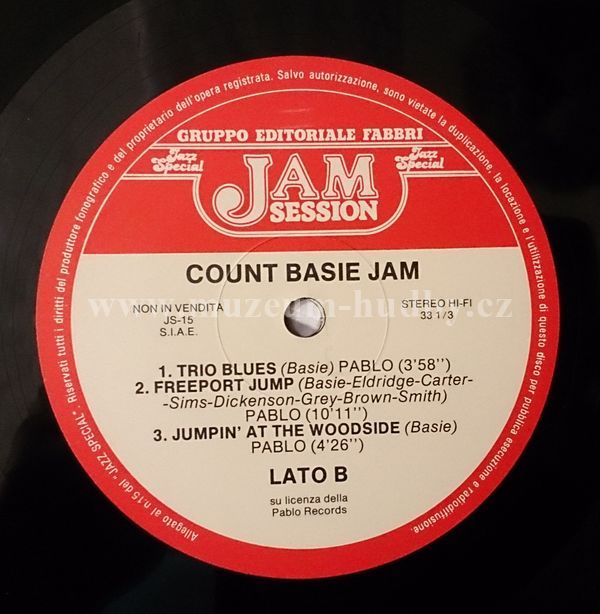 Riservati tutti i diritti del produttore fonografico e del proprietario dell'opera registrata. Salvo autorizzazione, sono vietate la duplicazione, la locazione e l'utilizzazione di questo disco per pubblica esecuzione e radiodiffusione.
GRUPPO EDITORIALE FABBRI
Jazz Special
JAM SESSION
Jazz Special
COUNT BASIE JAM
www.muzeum-hudby.cz
NON IN VENDITA
JS-15
S.I.A.E.
STEREO HI-FI
33 1/3
1. TRIO BLUES (Basie) PABLO (3'58'')
2. FREEPORT JUMP (Basie-Eldridge-Carter-
-Sims-Dickenson-Grey-Brown-Smith)
PABLO (10'11'')
3. JUMPIN' AT THE WOODSIDE (Basie)
PABLO (4'26'')
LATO B
su licenza della
Pablo Records
Allegato al n.15 del "JAZZ SPECIAL".